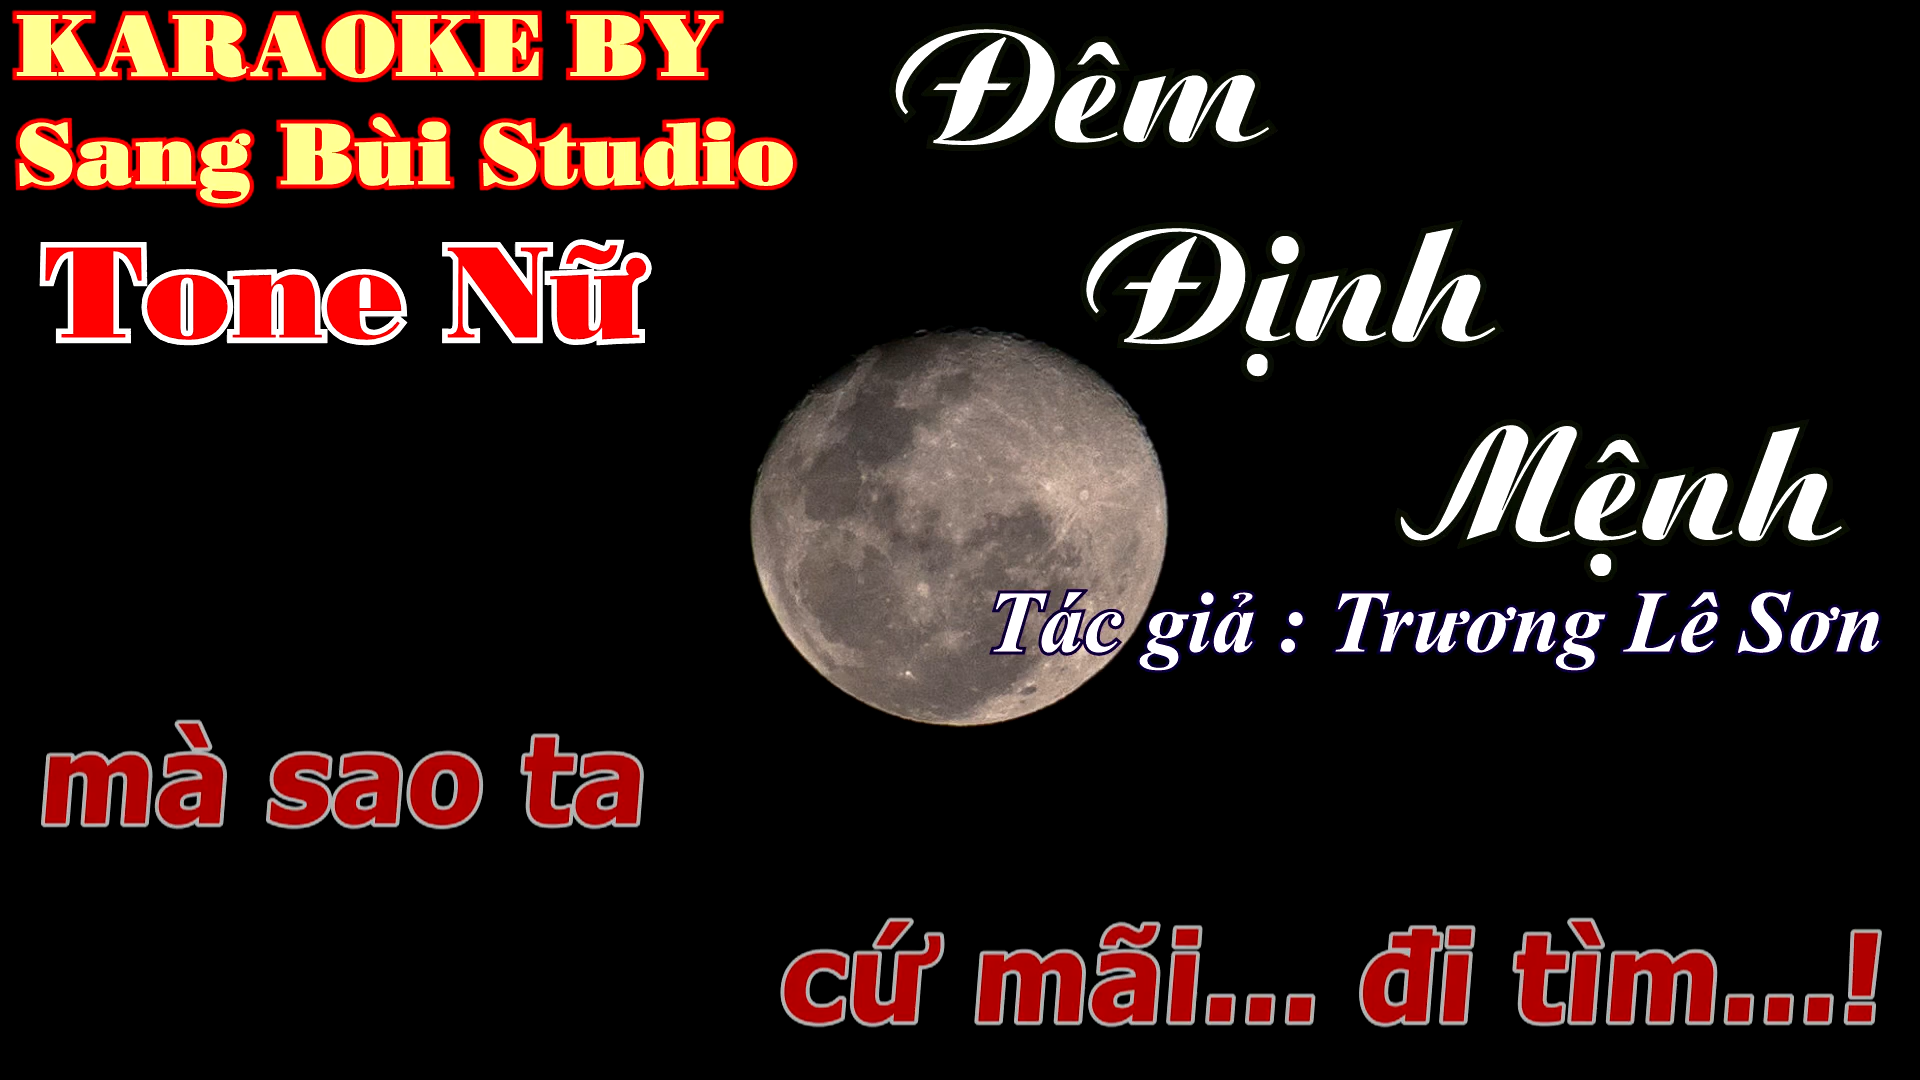 KARAOKE BY
Sang Bùi Studio
Tone Nữ
Đêm
Định
Mệnh
Tác giả : Trương Lê Sơn
mà sao ta
cứ mãi... đi tìm...!